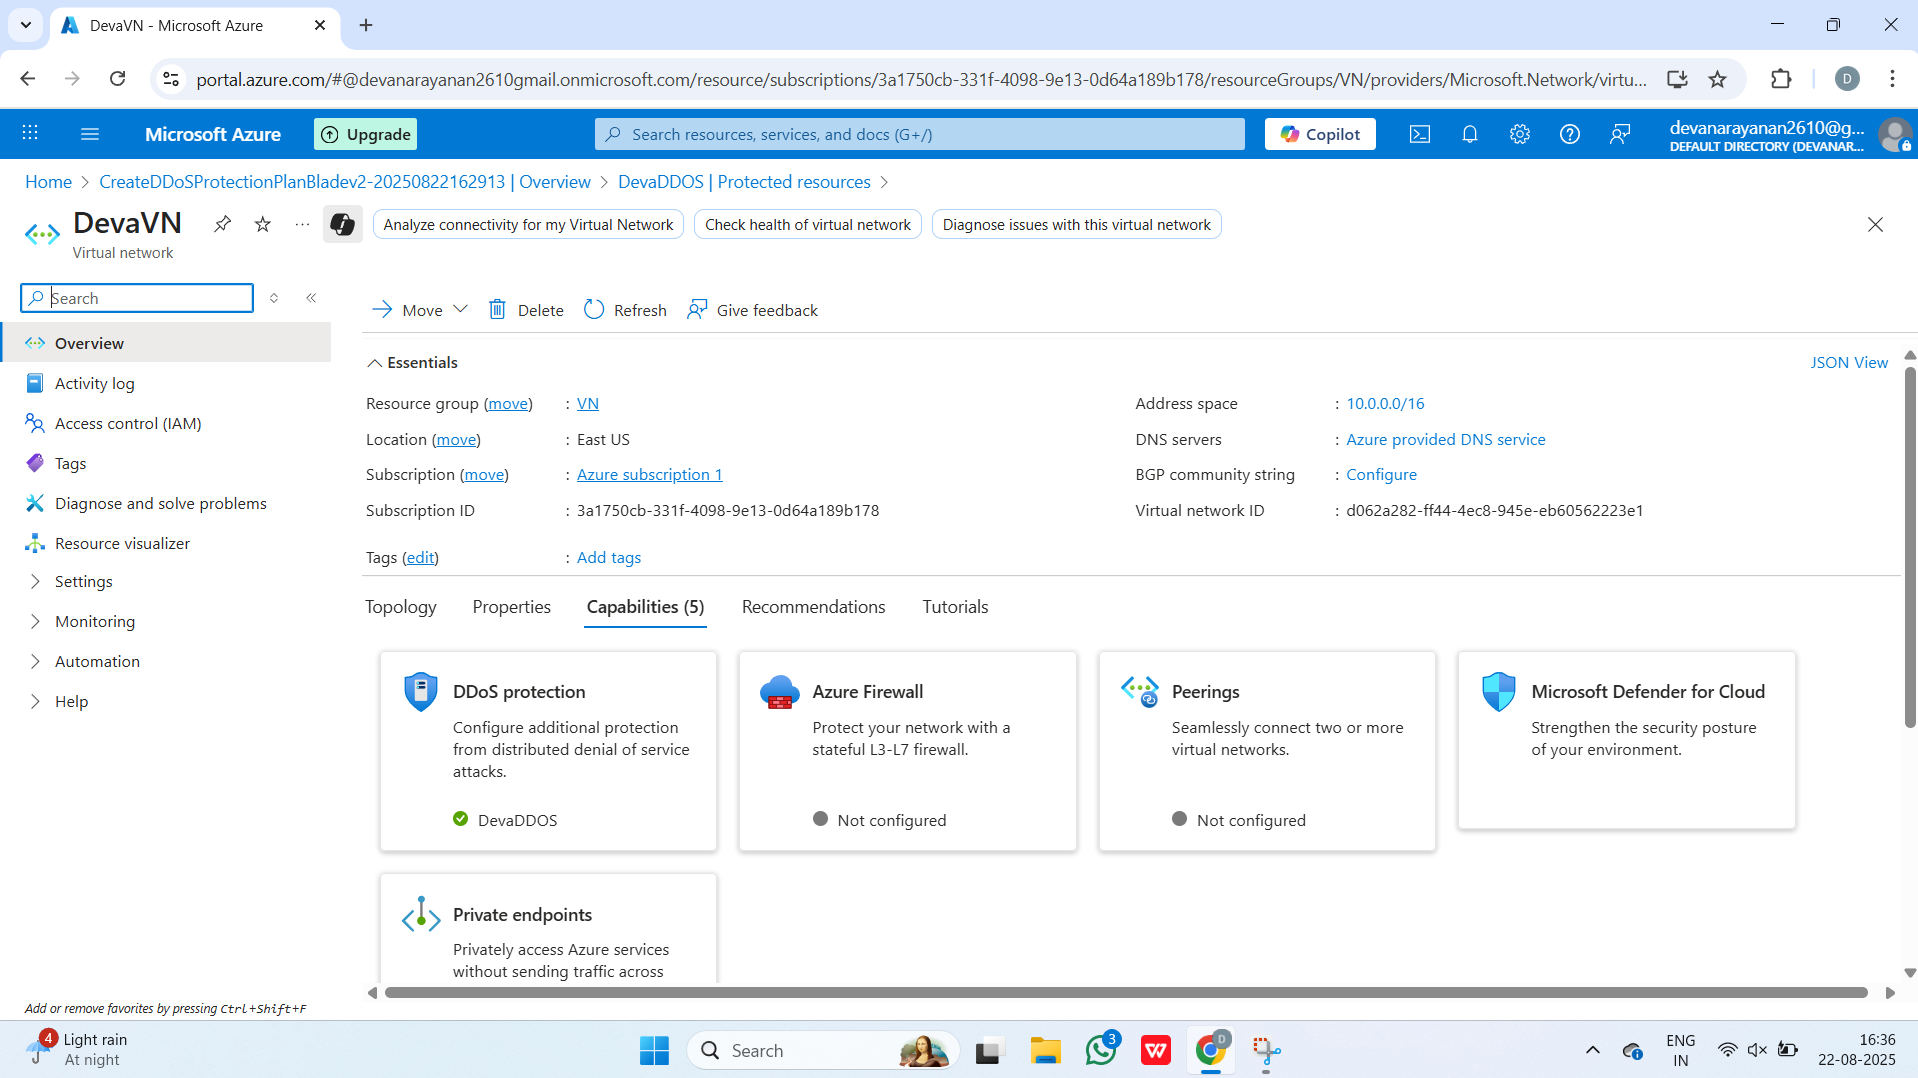 DevaVN - Microsoft Azure
portal.azure.com/#@devanarayanan2610gmail.onmicrosoft.com/resource/subscriptions/3a1750cb-331f-4098-9e13-0d64a189b178/resourceGroups/VN/providers/Microsoft.Network/virtu...
D
Microsoft Azure
Upgrade
Search resources, services, and docs (G+/)
Copilot
devanarayanan2610@g...
DEFAULT DIRECTORY (DEVANAR...
Home > CreateDDoSProtectionPlanBladev2-20250822162913 | Overview > DevaDDOS | Protected resources >
DevaVN
Virtual network
Analyze connectivity for my Virtual Network
Check health of virtual network
Diagnose issues with this virtual network
Search
Overview
Activity log
Access control (IAM)
Tags
Diagnose and solve problems
Resource visualizer
Settings
Monitoring
Automation
Help
Add or remove favorites by pressing Ctrl+Shift+F
Move
Delete
Refresh
Give feedback
Essentials
JSON View
Resource group (move) : VN
Location (move) : East US
Subscription (move) : Azure subscription 1
Subscription ID : 3a1750cb-331f-4098-9e13-0d64a189b178
Tags (edit) : Add tags
Address space : 10.0.0.0/16
DNS servers : Azure provided DNS service
BGP community string : Configure
Virtual network ID : d062a282-ff44-4ec8-945e-eb60562223e1
Topology
Properties
Capabilities (5)
Recommendations
Tutorials
DDoS protection
Configure additional protection
from distributed denial of service
attacks.
DevaDDOS
Azure Firewall
Protect your network with a
stateful L3-L7 firewall.
Not configured
Peerings
Seamlessly connect two or more
virtual networks.
Not configured
Microsoft Defender for Cloud
Strengthen the security posture
of your environment.
Private endpoints
Privately access Azure services
without sending traffic across
4
Light rain
At night
Search
3
W
D
ENG
IN
16:36
22-08-2025